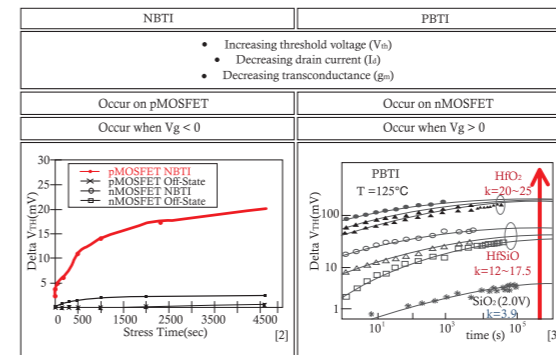 NBTI PBTI
• Increasing threshold voltage (Vth)
• Decreasing drain current (Id)
• Decreasing transconductance (gm)
Occur on pMOSFET Occur on nMOSFET
Occur when Vg < 0 Occur when Vg > 0
30
25
20
15
10
5
Delta VTH(mV)
pMOSFET NBTI
pMOSFET Off-State
nMOSFET NBTI
nMOSFET Off-State
0 500 1500 2500 3500 4500
Stress Time(sec)
[2]
PBTI
T =125°C
HfO2
k=20~25
100
10
1
Delta VTH(mV)
HfSiO
k=12~17.5
SiO2 (2.0V)
k=3.9
10¹ 10³ 10⁵
time (s)
[3